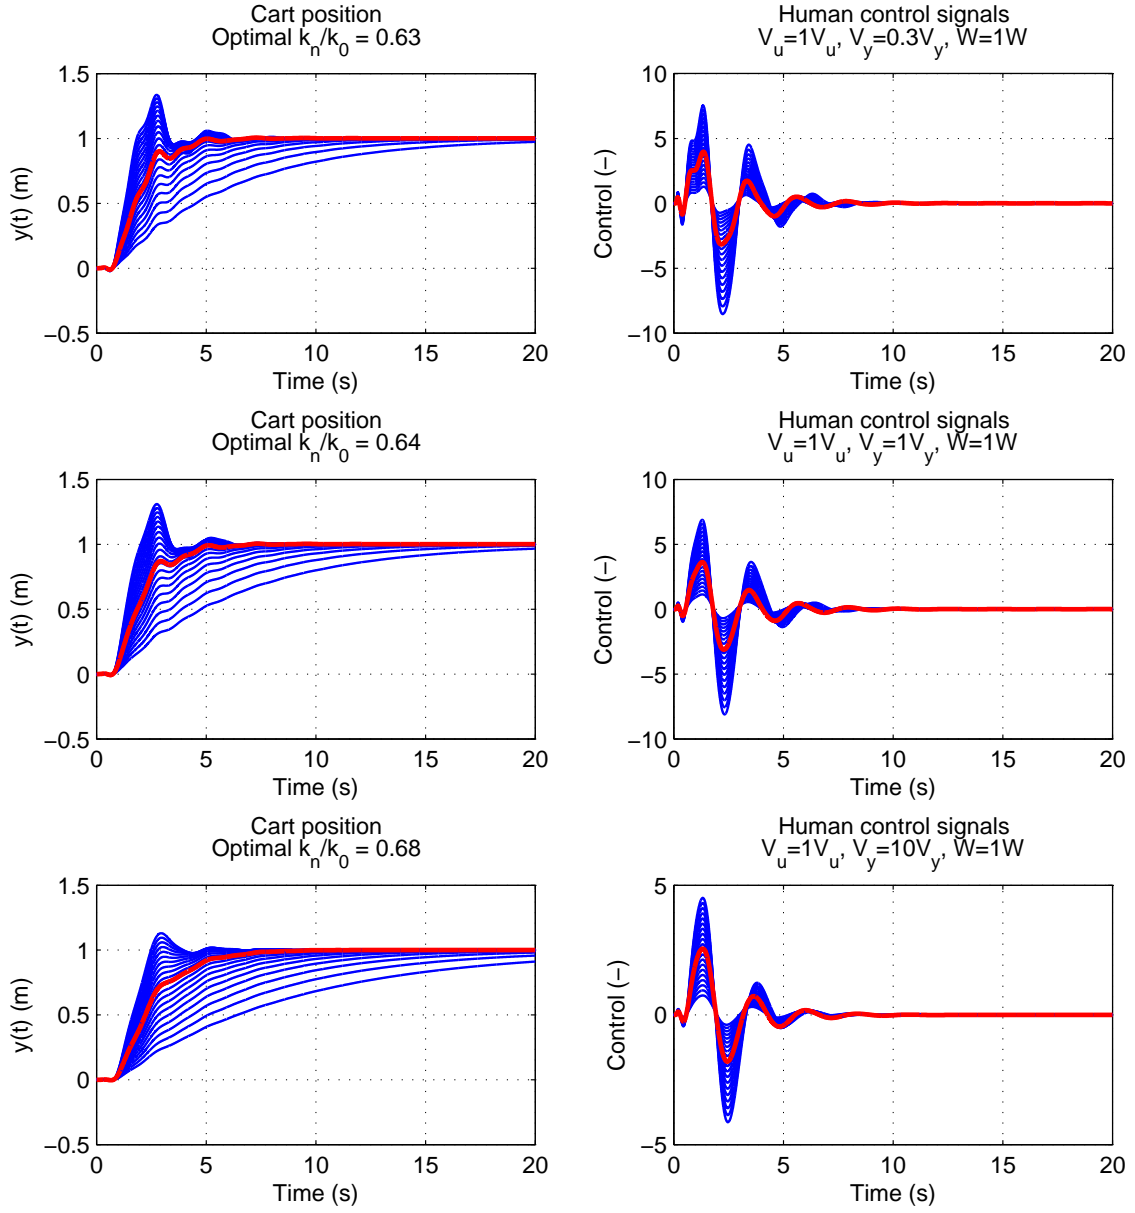 Cart position
Optimal k_n/k_0 = 0.63
1.5
1
0.5
0
−0.5
y(t) (m)
0 5 10 15 20
Time (s)
Human control signals
V_u=1V_u, V_y=0.3V_y, W=1W
10
5
0
−5
−10
Control (−)
0 5 10 15 20
Time (s)
Cart position
Optimal k_n/k_0 = 0.64
1.5
1
0.5
0
−0.5
y(t) (m)
0 5 10 15 20
Time (s)
Human control signals
V_u=1V_u, V_y=1V_y, W=1W
10
5
0
−5
−10
Control (−)
0 5 10 15 20
Time (s)
Cart position
Optimal k_n/k_0 = 0.68
1.5
1
0.5
0
−0.5
y(t) (m)
0 5 10 15 20
Time (s)
Human control signals
V_u=1V_u, V_y=10V_y, W=1W
5
0
−5
Control (−)
0 5 10 15 20
Time (s)